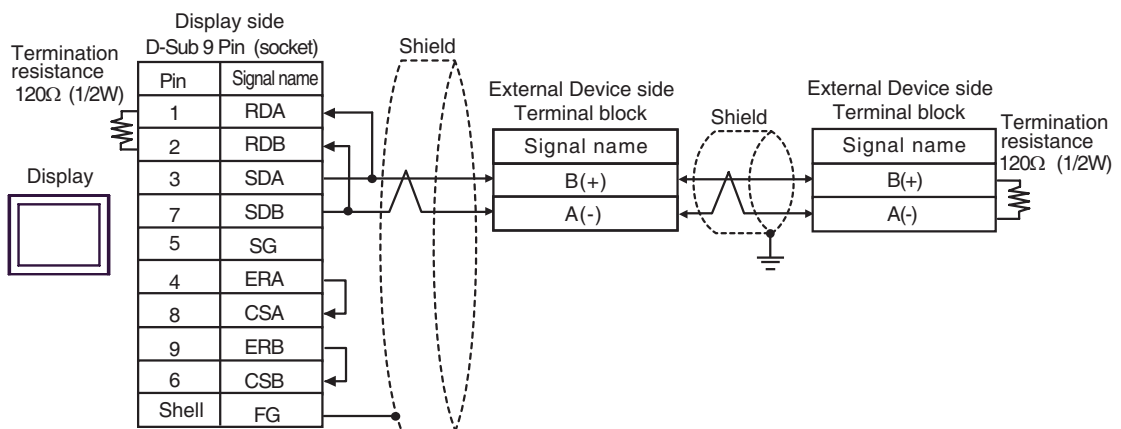 Display side
D-Sub 9 Pin (socket)
Termination
resistance
120Ω (1/2W)
Shield
Pin Signal name
1 RDA
2 RDB
3 SDA
7 SDB
5 SG
4 ERA
8 CSA
9 ERB
6 CSB
Shell FG
Display
External Device side
Terminal block
Signal name
B(+)
A(-)
Shield
External Device side
Terminal block
Signal name
B(+)
A(-)
Termination
resistance
120Ω (1/2W)